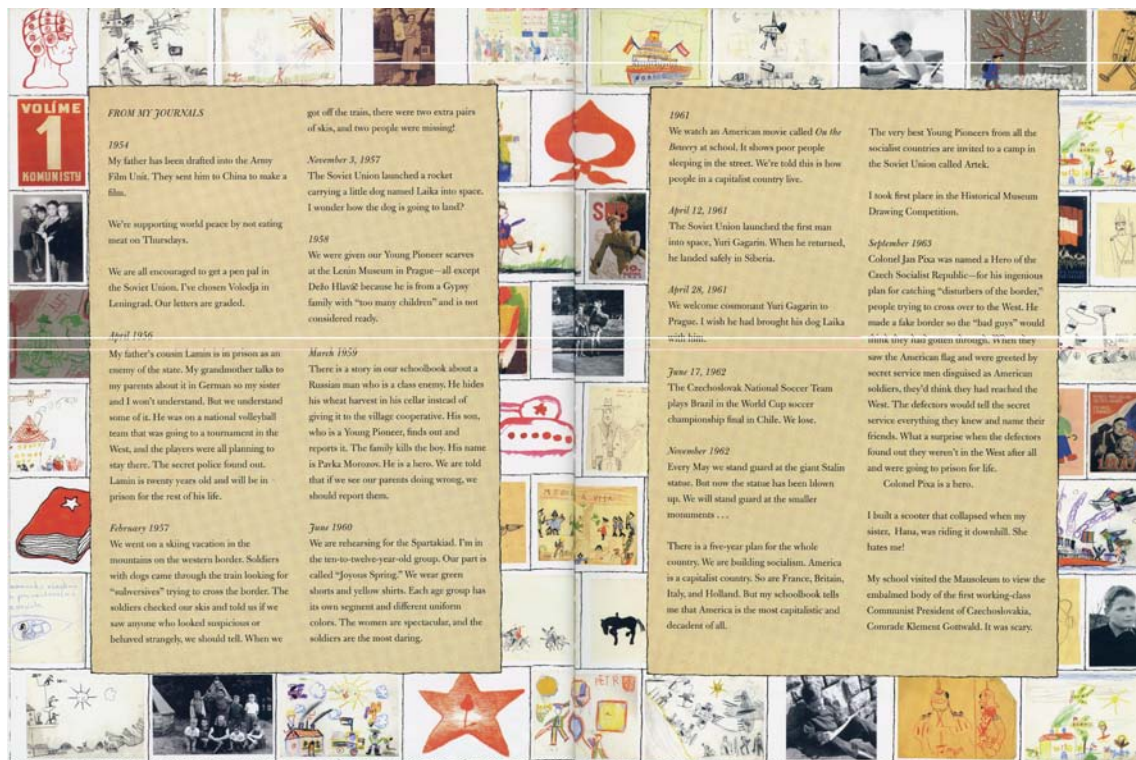 VOLÍME
1
KOMUNISTY
FROM MY JOURNALS
1954
My father has been drafted into the Army
Film Unit. They sent him to China to make a
film.
We're supporting world peace by not eating
meat on Thursdays.
We are all encouraged to get a pen pal in
the Soviet Union. I've chosen Volodja in
Leningrad. Our letters are graded.
April 1956
My father's cousin Lamin is in prison as an
enemy of the state. My grandmother talks to
my parents about it in German so my sister
and I won't understand. But we understand
some of it. He was on a national volleyball
team that was going to a tournament in the
West, and the players were all planning to
stay there. The secret police found out.
Lamin is twenty years old and will be in
prison for the rest of his life.
February 1957
We went on a skiing vacation in the
mountains on the western border. Soldiers
with dogs came through the train looking for
"subversives" trying to cross the border. The
soldiers checked our skis and told us if we
saw anyone who looked suspicious or
behaved strangely, we should tell. When we
got off the train, there were two extra pairs
of skis, and two people were missing!
November 3, 1957
The Soviet Union launched a rocket
carrying a little dog named Laika into space.
I wonder how the dog is going to land?
1958
We were given our Young Pioneer scarves
at the Lenin Museum in Prague—all except
Dežo Hlaváč because he is from a Gypsy
family with "too many children" and is not
considered ready.
March 1959
There is a story in our schoolbook about a
Russian man who is a class enemy. He hides
his wheat harvest in his cellar instead of
giving it to the village cooperative. His son,
who is a Young Pioneer, finds out and
reports it. The family kills the boy. His name
is Pavka Morozov. He is a hero. We are told
that if we see our parents doing wrong, we
should report them.
June 1960
We are rehearsing for the Spartakiad. I'm in
the ten-to-twelve-year-old group. Our part is
called "Joyous Spring." We wear green
shorts and yellow shirts. Each age group has
its own segment and different uniform
colors. The women are spectacular, and the
soldiers are the most daring.
1961
We watch an American movie called On the
Bowery at school. It shows poor people
sleeping in the street. We're told this is how
people in a capitalist country live.
April 12, 1961
The Soviet Union launched the first man
into space, Yuri Gagarin. When he returned,
he landed safely in Siberia.
April 28, 1961
We welcome cosmonaut Yuri Gagarin to
Prague. I wish he had brought his dog Laika
with him.
June 17, 1962
The Czechoslovak National Soccer Team
plays Brazil in the World Cup soccer
championship final in Chile. We lose.
November 1962
Every May we stand guard at the giant Stalin
statue. But now the statue has been blown
up. We will stand guard at the smaller
monuments . . .
There is a five-year plan for the whole
country. We are building socialism. America
is a capitalist country. So are France, Britain,
Italy, and Holland. But my schoolbook tells
me that America is the most capitalistic and
decadent of all.
The very best Young Pioneers from all the
socialist countries are invited to a camp in
the Soviet Union called Artek.
I took first place in the Historical Museum
Drawing Competition.
September 1963
Colonel Jan Pixa was named a Hero of the
Czech Socialist Republic—for his ingenious
plan for catching "disturbers of the border,"
people trying to cross over to the West. He
made a fake border so the "bad guys" would
think they had gotten through. When they
saw the American flag and were greeted by
secret service men disguised as American
soldiers, they'd think they had reached the
West. The defectors would tell the secret
service everything they knew and name their
friends. What a surprise when the defectors
found out they weren't in the West after all
and were going to prison for life.
Colonel Pixa is a hero.
I built a scooter that collapsed when my
sister, Hana, was riding it downhill. She
hates me!
My school visited the Mausoleum to view the
embalmed body of the first working-class
Communist President of Czechoslovakia,
Comrade Klement Gottwald. It was scary.